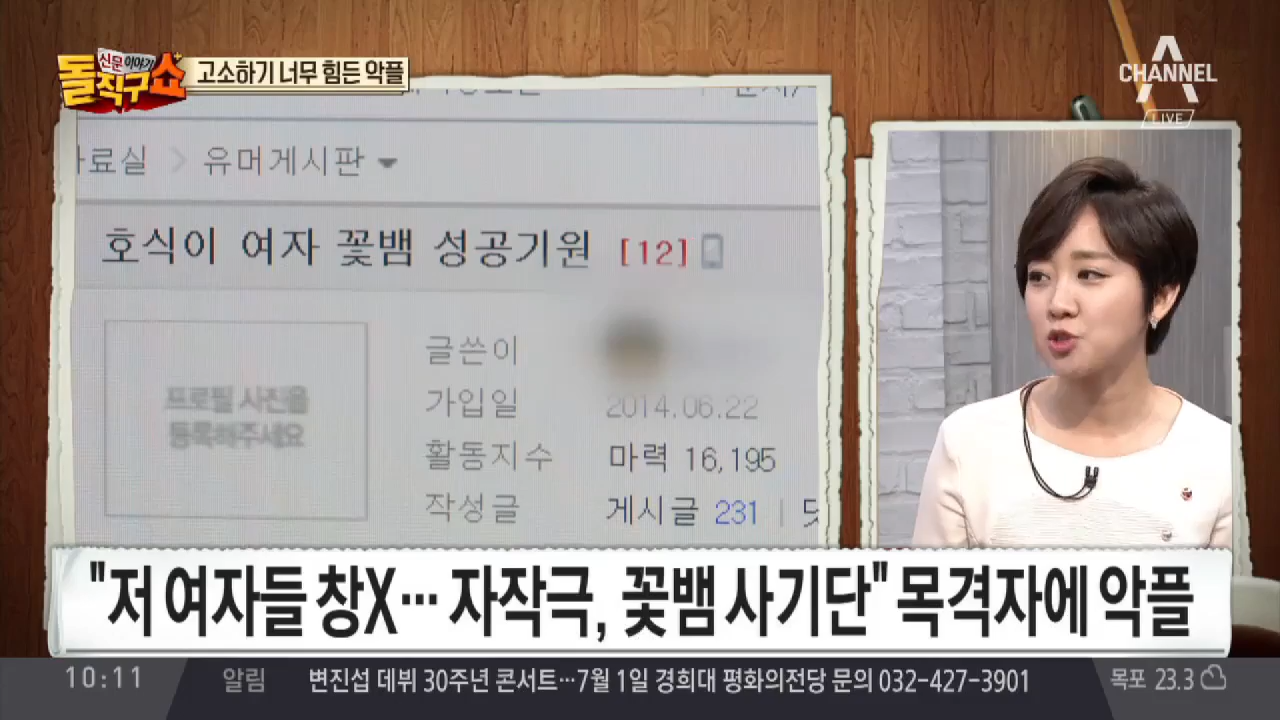 신문이야기
돌직구쇼
고소하기 너무 힘든 악플
CHANNEL A
LIVE
료실 > 유머게시판
호식이 여자 꽃뱀 성공기원 [12]
프로필 사진을
등록해주세요
글쓴이
가입일 2014.06.22
활동지수 마력 16,195
작성글 게시글 231 |
"저 여자들 창X… 자작극, 꽃뱀 사기단" 목격자에 악플
10:11 알림 변진섭 데뷔 30주년 콘서트…7월 1일 경희대 평화의전당 문의 032-427-3901 목포 23.3